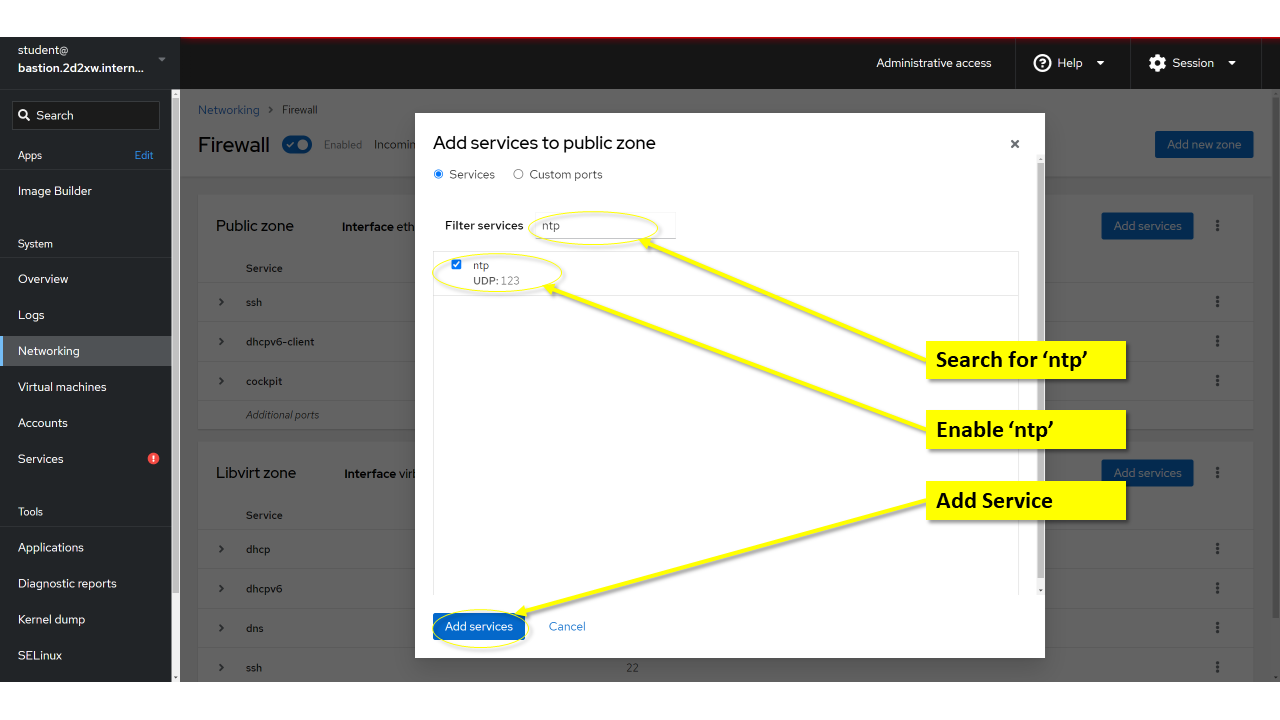 student@
bastion.2d2xw.intern...
Administrative access
Help
Session
Search
Apps
Edit
Image Builder
System
Overview
Logs
Networking
Virtual machines
Accounts
Services
Tools
Applications
Diagnostic reports
Kernel dump
SELinux
Networking > Firewall
Firewall
Enabled
Incomin
Add new zone
Public zone
Interface eth
Add services
Service
ssh
dhcpv6-client
cockpit
Additional ports
Libvirt zone
Interface virb
Add services
Service
dhcp
dhcpv6
dns
ssh
22
Add services to public zone
Services
Custom ports
Filter services
ntp
ntp
UDP: 123
Add services
Cancel
Search for ‘ntp’
Enable ‘ntp’
Add Service